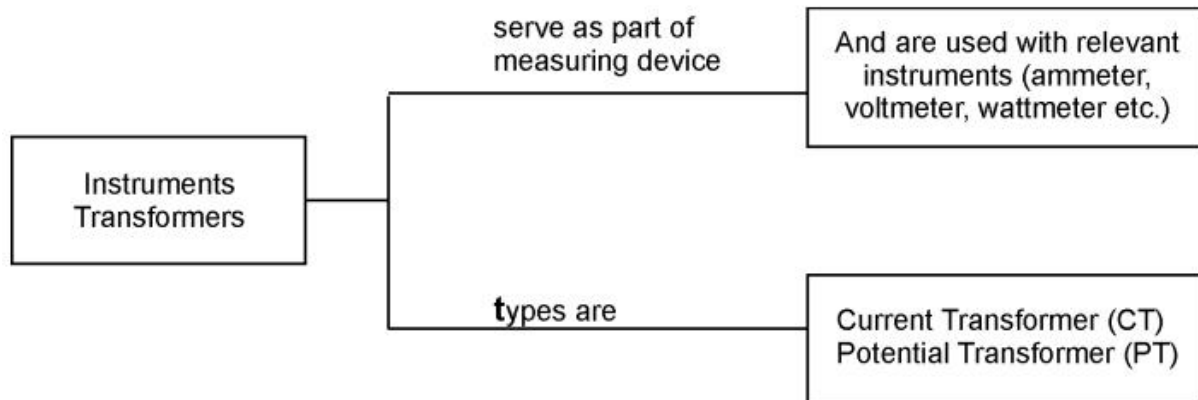 serve as part of
measuring device
And are used with relevant
instruments (ammeter,
voltmeter, wattmeter etc.)
Instruments
Transformers
types are
Current Transformer (CT)
Potential Transformer (PT)